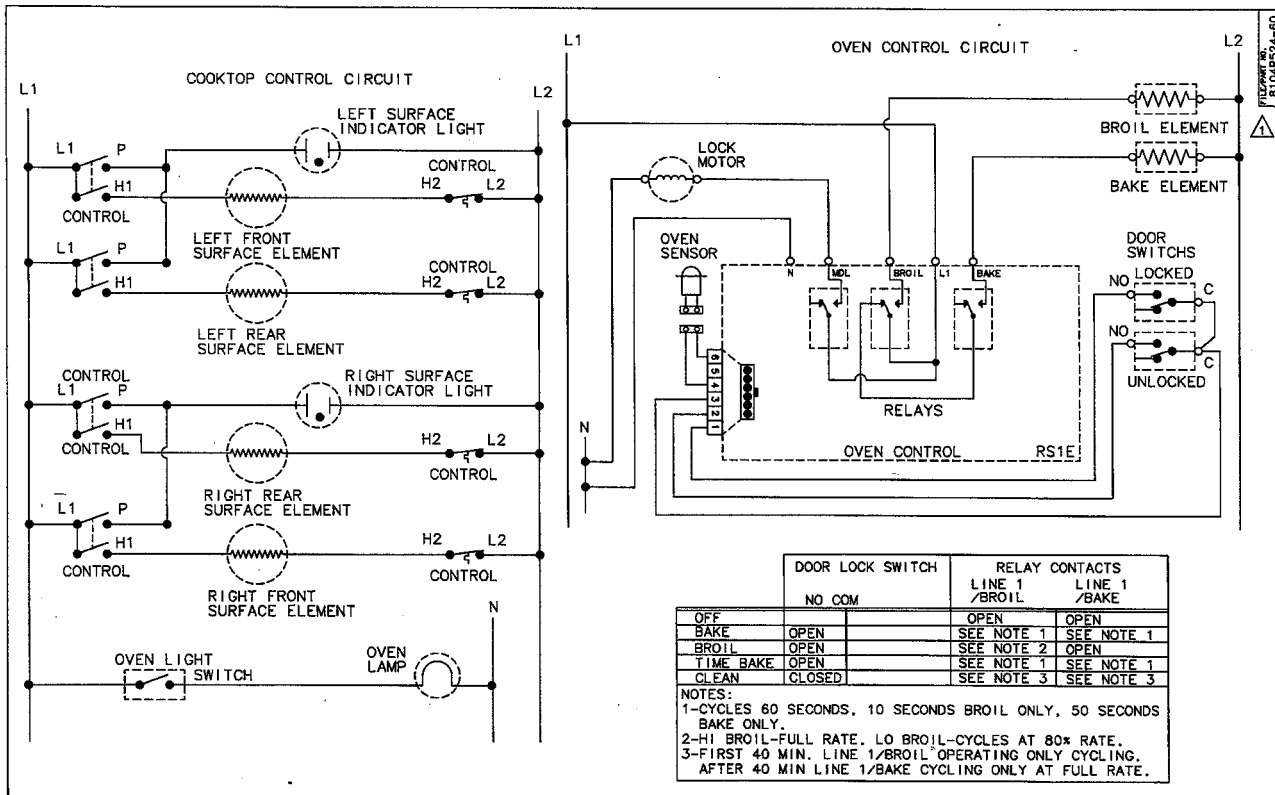 COOKTOP CONTROL CIRCUIT
L1
L2
LEFT SURFACE
INDICATOR LIGHT
L1
P
H1
CONTROL
CONTROL
H2
L2
LEFT FRONT
SURFACE ELEMENT
L1
P
H1
CONTROL
H2
L2
LEFT REAR
SURFACE ELEMENT
CONTROL
L1
P
H1
CONTROL
RIGHT SURFACE
INDICATOR LIGHT
H2
L2
CONTROL
RIGHT REAR
SURFACE ELEMENT
L1
P
H1
CONTROL
H2
L2
CONTROL
RIGHT FRONT
SURFACE ELEMENT
N
OVEN LIGHT
SWITCH
OVEN
LAMP
L1
OVEN CONTROL CIRCUIT
L2
FILE/PART NO.
8104P524-60
1
BROIL ELEMENT
BAKE ELEMENT
LOCK
MOTOR
OVEN
SENSOR
N
MDL
BROIL
L1
BAKE
DOOR
SWITCHS
LOCKED
NO
C
NO
C
UNLOCKED
6
5
4
3
2
1
RELAYS
OVEN CONTROL
RS1E
N
DOOR LOCK SWITCH
RELAY CONTACTS
NO COM
LINE 1 /BROIL
LINE 1 /BAKE
OFF OPEN OPEN
BAKE OPEN SEE NOTE 1 SEE NOTE 1
BROIL OPEN SEE NOTE 2 OPEN
TIME BAKE OPEN SEE NOTE 1 SEE NOTE 1
CLEAN CLOSED SEE NOTE 3 SEE NOTE 3
NOTES:
1-CYCLES 60 SECONDS, 10 SECONDS BROIL ONLY, 50 SECONDS
BAKE ONLY.
2-HI BROIL-FULL RATE. LO BROIL-CYCLES AT 80% RATE.
3-FIRST 40 MIN. LINE 1/BROIL OPERATING ONLY CYCLING.
AFTER 40 MIN LINE 1/BAKE CYCLING ONLY AT FULL RATE.